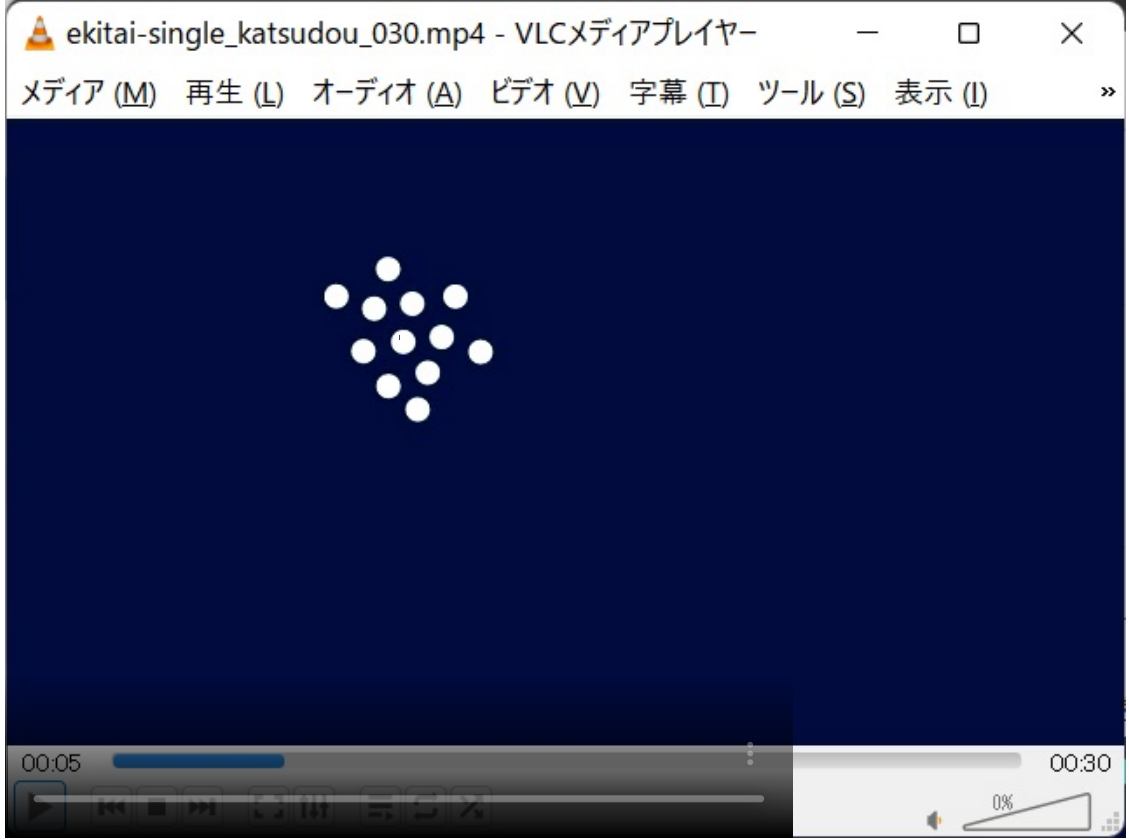 ekitai-single_katsudou_030.mp4 - VLCメディアプレイヤー
メディア (M) 再生 (L) オーディオ (A) ビデオ (V) 字幕 (T) ツール (S) 表示 (I) »
00:05 00:30
0%